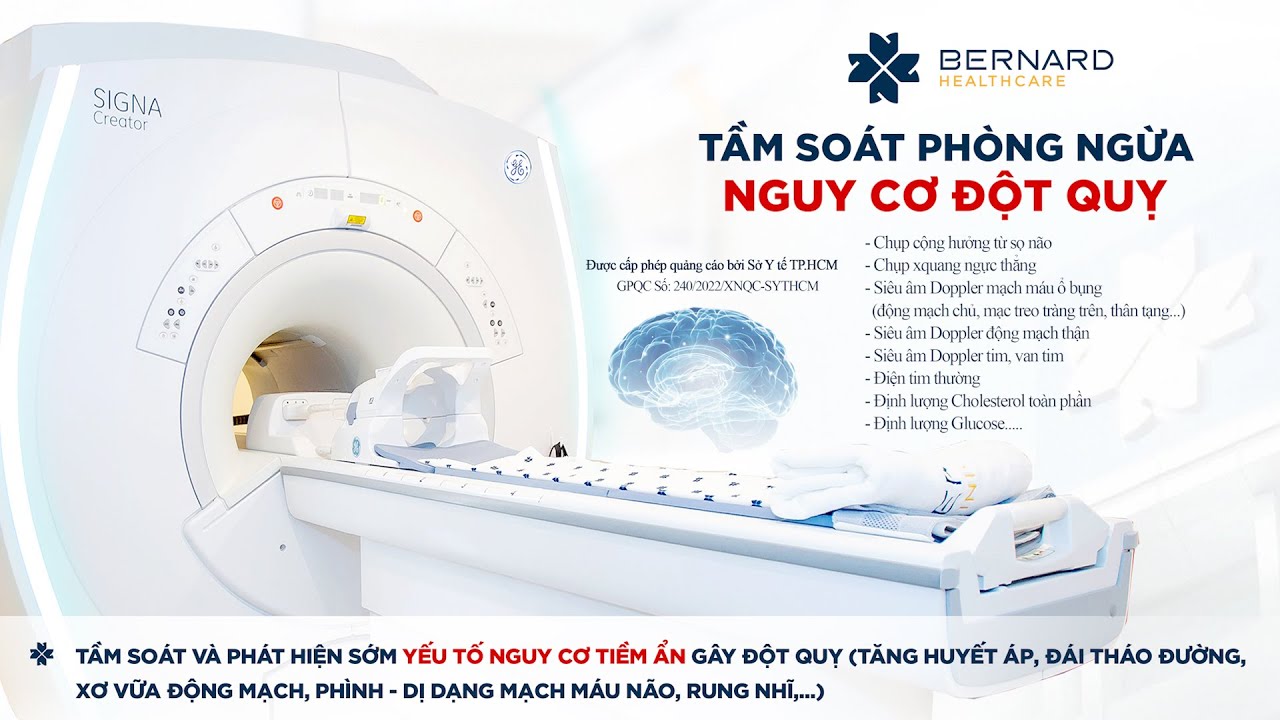 SIGNA
Creator
GE
BERNARD
HEALTHCARE
TẦM SOÁT PHÒNG NGỪA
NGUY CƠ ĐỘT QUỴ
Được cấp phép quảng cáo bởi Sở Y tế TP.HCM
GPQC Số: 240/2022/XNQC-SYTHCM
- Chụp cộng hưởng từ sọ não
- Chụp xquang ngực thẳng
- Siêu âm Doppler mạch máu ổ bụng
(động mạch chủ, mạc treo tràng trên, thân tạng...)
- Siêu âm Doppler động mạch thận
- Siêu âm Doppler tim, van tim
- Điện tim thường
- Định lượng Cholesterol toàn phần
- Định lượng Glucose.....
TẦM SOÁT VÀ PHÁT HIỆN SỚM YẾU TỐ NGUY CƠ TIỀM ẨN GÂY ĐỘT QUỴ (TĂNG HUYẾT ÁP, ĐÁI THÁO ĐƯỜNG,
XƠ VỮA ĐỘNG MẠCH, PHÌNH - DỊ DẠNG MẠCH MÁU NÃO, RUNG NHĨ,...)